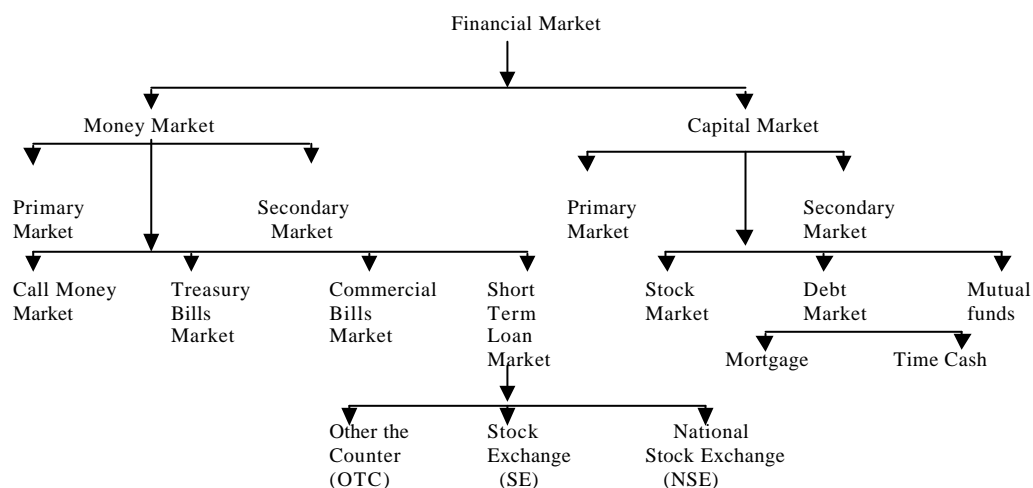 Financial Market
Money Market
Capital Market
Primary
Market
Secondary
Market
Primary
Market
Secondary
Market
Call Money
Market
Treasury
Bills
Market
Commercial
Bills
Market
Short
Term
Loan
Market
Stock
Market
Debt
Market
Mutual
funds
Mortgage
Time Cash
Other the
Counter
(OTC)
Stock
Exchange
(SE)
National
Stock Exchange
(NSE)